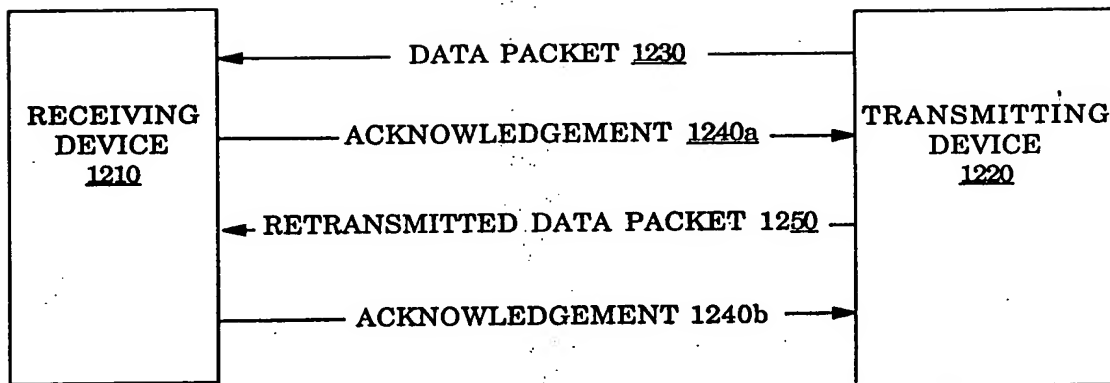 DATA PACKET 1230
RECEIVING
DEVICE
1210
ACKNOWLEDGEMENT 1240a
TRANSMITTING
DEVICE
1220
RETRANSMITTED DATA PACKET 1250
ACKNOWLEDGEMENT 1240b